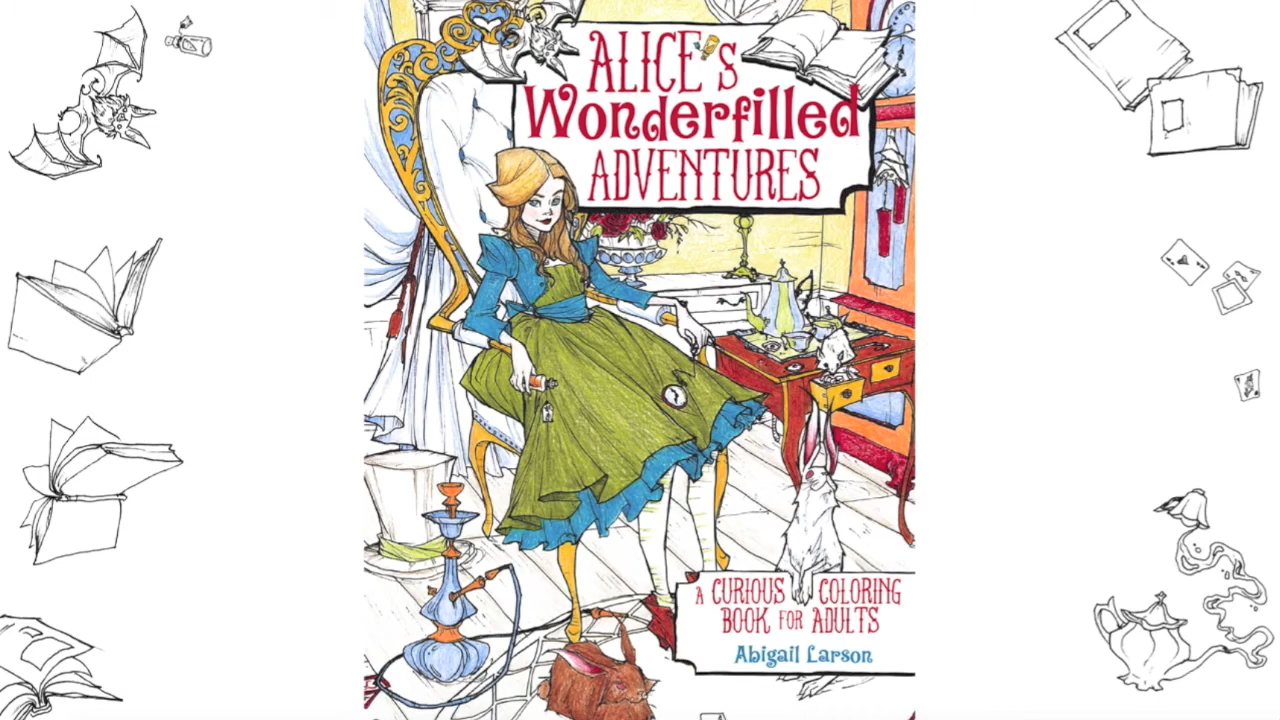 ALICE's
Wonderfilled
ADVENTURES
A CURIOUS COLORING
BOOK FOR ADULTS
Abigail Larson